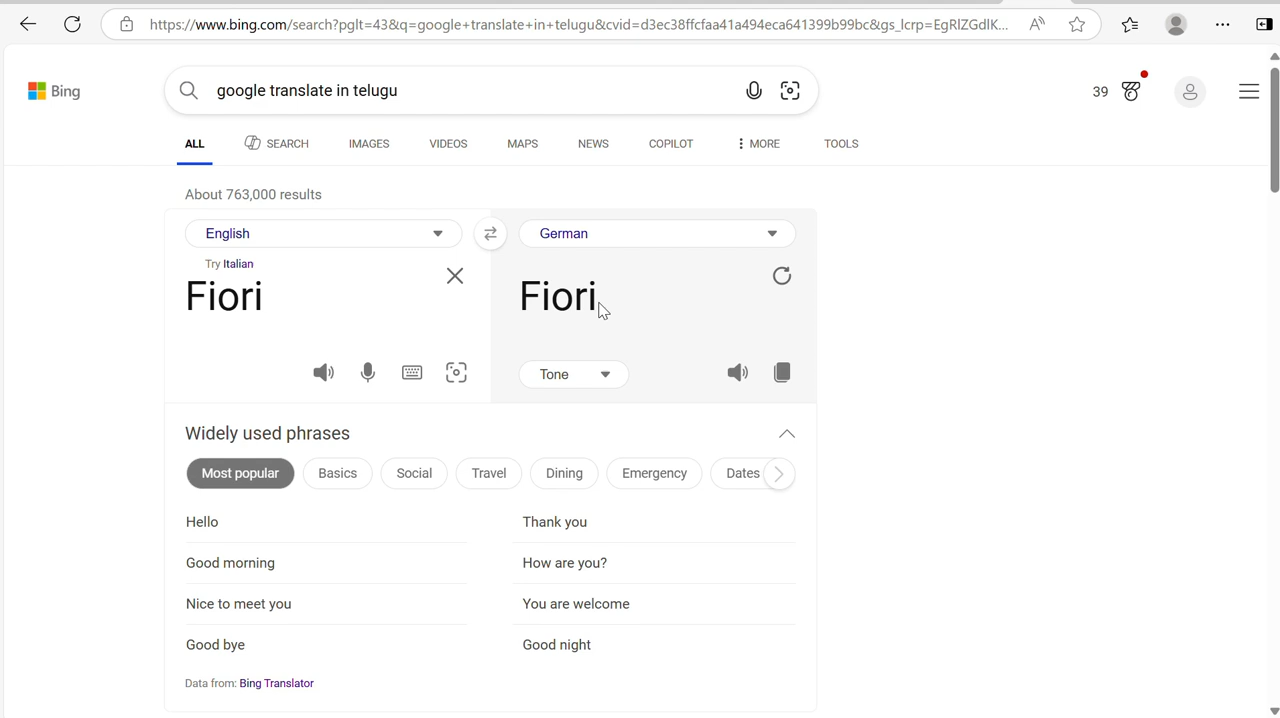 https://www.bing.com/search?pglt=43&q=google+translate+in+telugu&cvid=d3ec38ffcfaa41a494eca641399b99bc&gs_lcrp=EgRlZGdlK...
Bing
google translate in telugu
39
ALL SEARCH IMAGES VIDEOS MAPS NEWS COPILOT MORE TOOLS
About 763,000 results
English German
Try Italian
Fiori Fiori
Tone
Widely used phrases
Most popular Basics Social Travel Dining Emergency Dates
Hello Thank you
Good morning How are you?
Nice to meet you You are welcome
Good bye Good night
Data from: Bing Translator